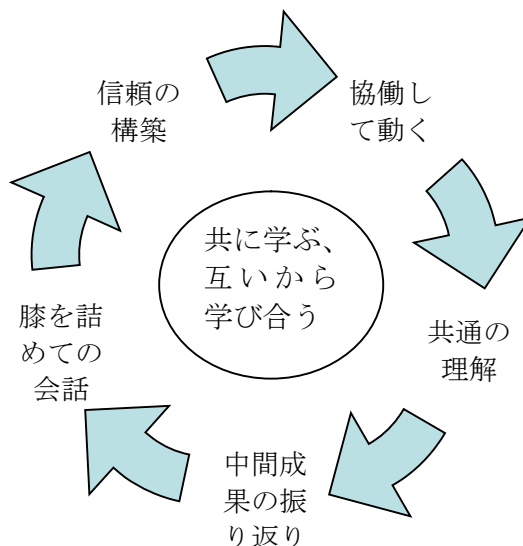 信頼の
構築
協働し
て動く
共に学ぶ、
互いから
学び合う
共通の
理解
膝を詰
めての
会話
中間成
果の振
り返り